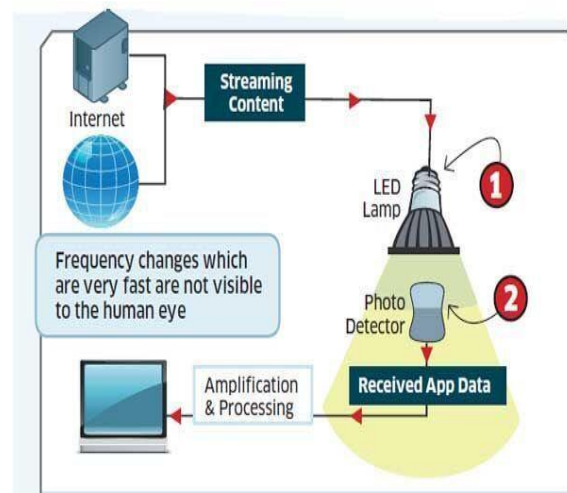 Streaming
Content
Internet
LED
Lamp
1
Frequency changes which
are very fast are not visible
to the human eye
Photo
Detector
2
Amplification
& Processing
Received App Data